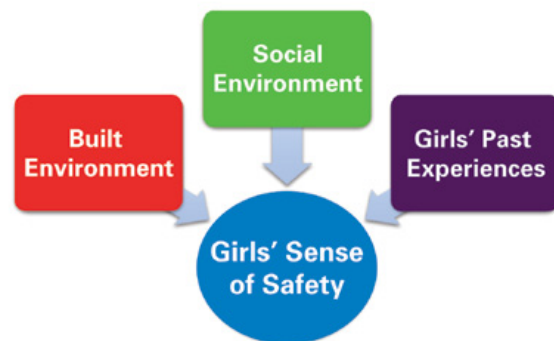 Social
Environment
Built
Environment
Girls' Past
Experiences
Girls' Sense
of Safety